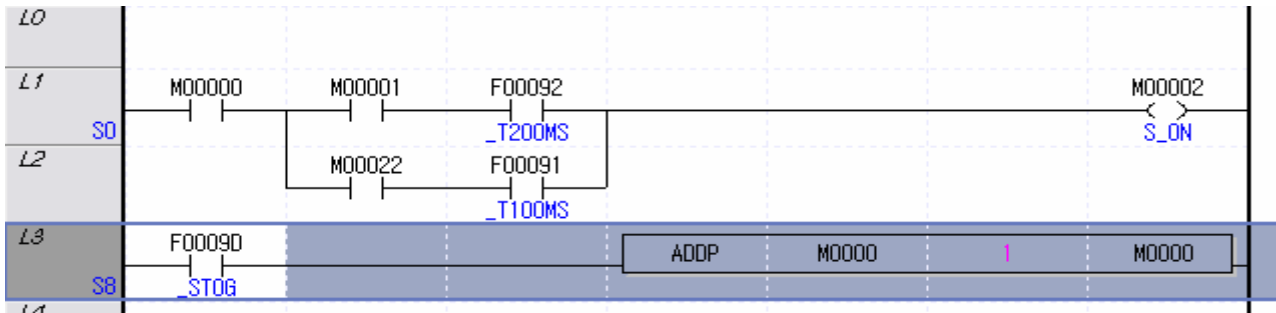 L0
L1 M00000 M00001 F00092 M00002
S0 _T200MS S_ON
L2 M00022 F00091
_T100MS
L3 F0009D ADDP M0000 1 M0000
S8 _STOG
L4